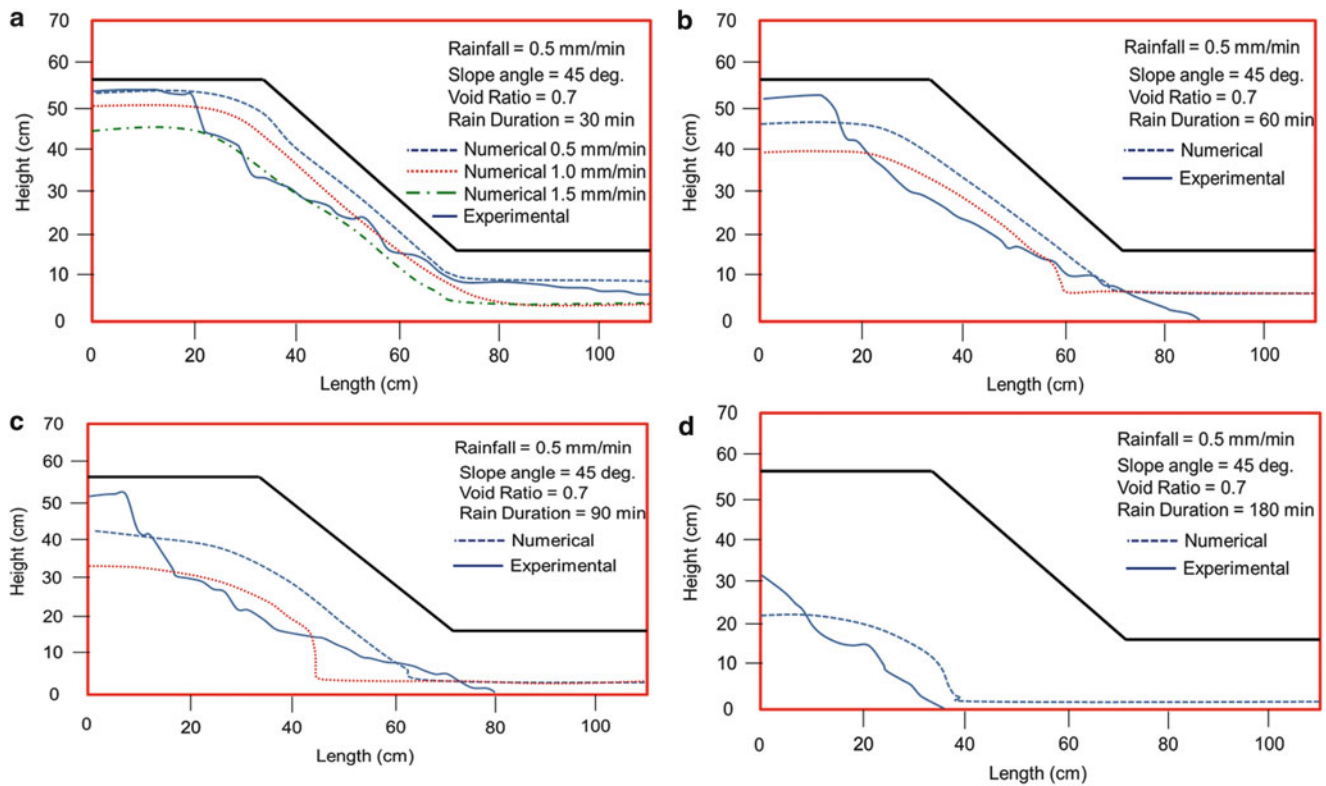 a
70
60
50
40
30
20
10
0
Height (cm)
Rainfall = 0.5 mm/min
Slope angle = 45 deg.
Void Ratio = 0.7
Rain Duration = 30 min
Numerical 0.5 mm/min
Numerical 1.0 mm/min
Numerical 1.5 mm/min
Experimental
0 20 40 60 80 100
Length (cm)
b
70
60
50
40
30
20
10
0
Height (cm)
Rainfall = 0.5 mm/min
Slope angle = 45 deg.
Void Ratio = 0.7
Rain Duration = 60 min
Numerical
Experimental
0 20 40 60 80 100
Length (cm)
c
70
60
50
40
30
20
10
0
Height (cm)
Rainfall = 0.5 mm/min
Slope angle = 45 deg.
Void Ratio = 0.7
Rain Duration = 90 min
Numerical
Experimental
0 20 40 60 80 100
Length (cm)
d
70
60
50
40
30
20
10
0
Height (cm)
Rainfall = 0.5 mm/min
Slope angle = 45 deg.
Void Ratio = 0.7
Rain Duration = 180 min
Numerical
Experimental
0 20 40 60 80 100
Length (cm)